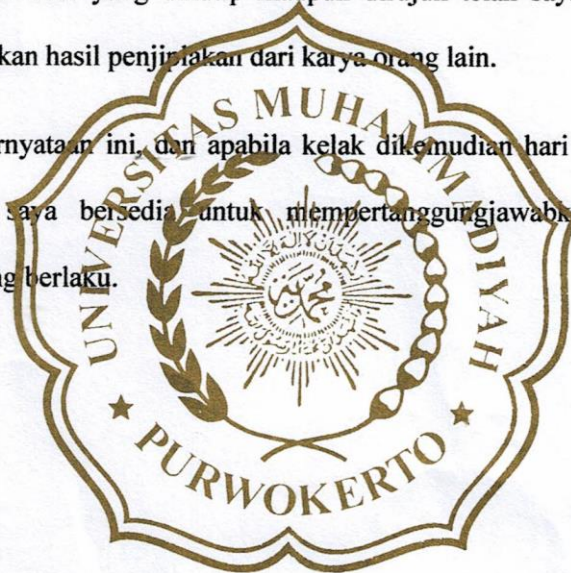 kan hasil penjiplakan dari karya orang lain.
rnyataan ini, dan apabila kelak dikemudian hari
saya bersedia untuk mempertanggungjawabk
g berlaku.
UNIVERSITAS MUHAMMADIYAH
★ PURWOKERTO ★
محمد